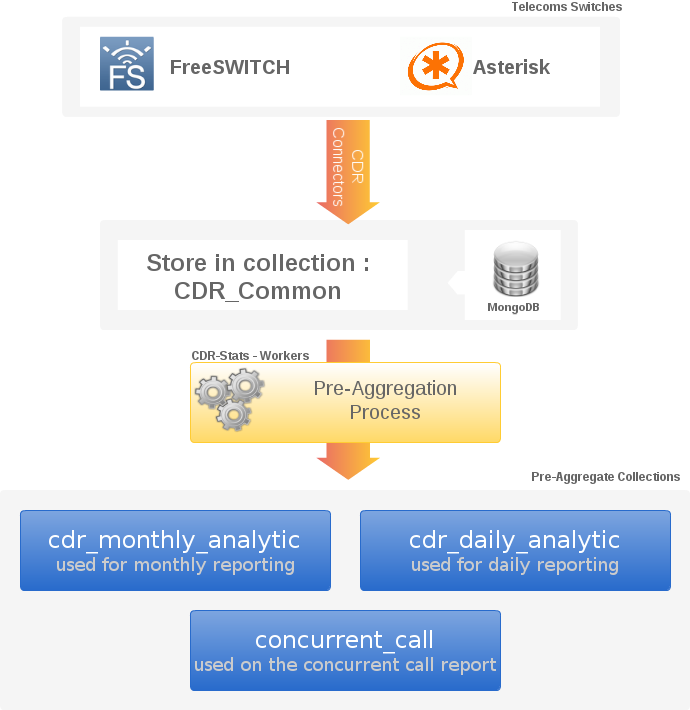 Telecoms Switches
FS
FreeSWITCH
Asterisk
CDR
Connectors
Store in collection :
CDR_Common
MongoDB
CDR-Stats - Workers
Pre-Aggregation
Process
Pre-Aggregate Collections
cdr_monthly_analytic
used for monthly reporting
cdr_daily_analytic
used for daily reporting
concurrent_call
used on the concurrent call report